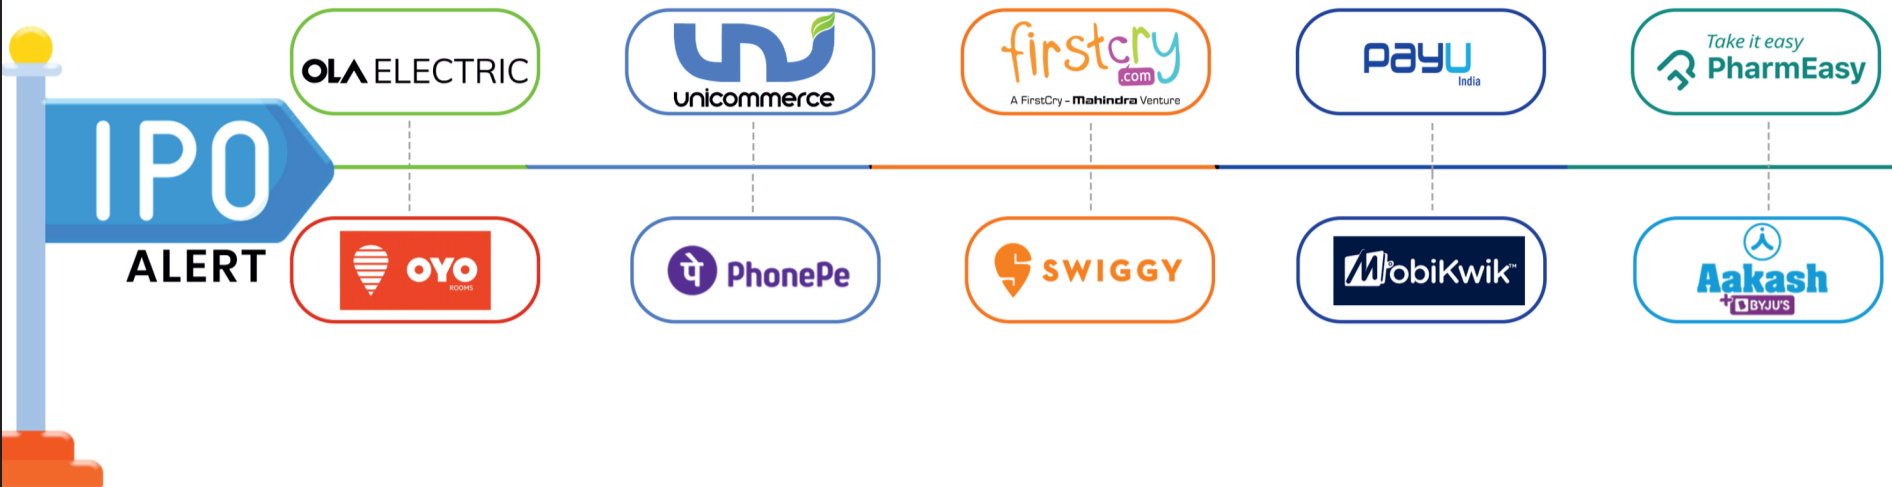 IPO
ALERT
OLA ELECTRIC
unicommerce
firstcry
.com
A FirstCry - Mahindra Venture
payu
India
Take it easy
PharmEasy
OYO
ROOMS
पे PhonePe
SWIGGY
MobiKwik™
Aakash
+ B BYJU'S